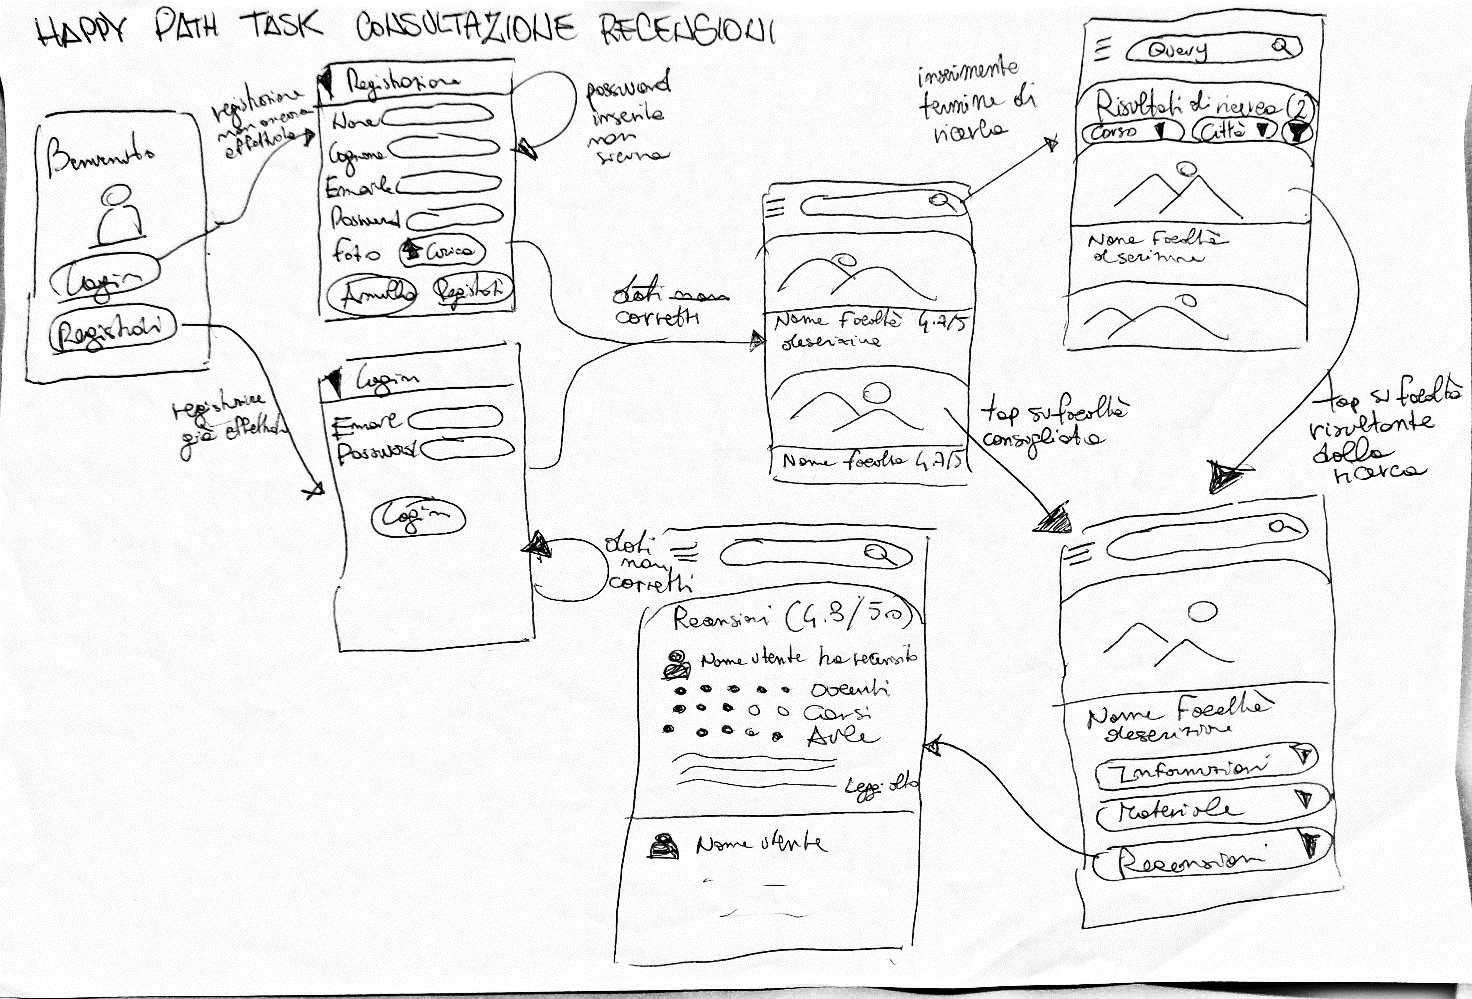 HAPPY PATH TASK CONSULTAZIONE RECENSIONI
Benvenuto
Login
Registrati
registrazione
non ancora
effettuata
registrazione
già effettuata
Registrazione
Nome
Cognome
Email
Password
Foto Carica
Annulla Registrati
password
inserita
non
sicura
Login
Email
Password
Login
dati
non
corretti
dati non
corretti
Nome Facoltà 4.7/5
descrizione
Nome facoltà 4.7/5
inserimento
termine di
ricerca
Query
Risultati di ricerca (2)
Corso Città
Nome Facoltà
descrizione
tap su facoltà
consigliata
tap su facoltà
risultante
dalla
ricerca
Nome Facoltà
descrizione
Informazioni
Materiale
Recensioni
Recensioni (4.8/5.0)
Nome utente ha recensito
Docenti
Corsi
Aule
Leggi altro
Nome utente